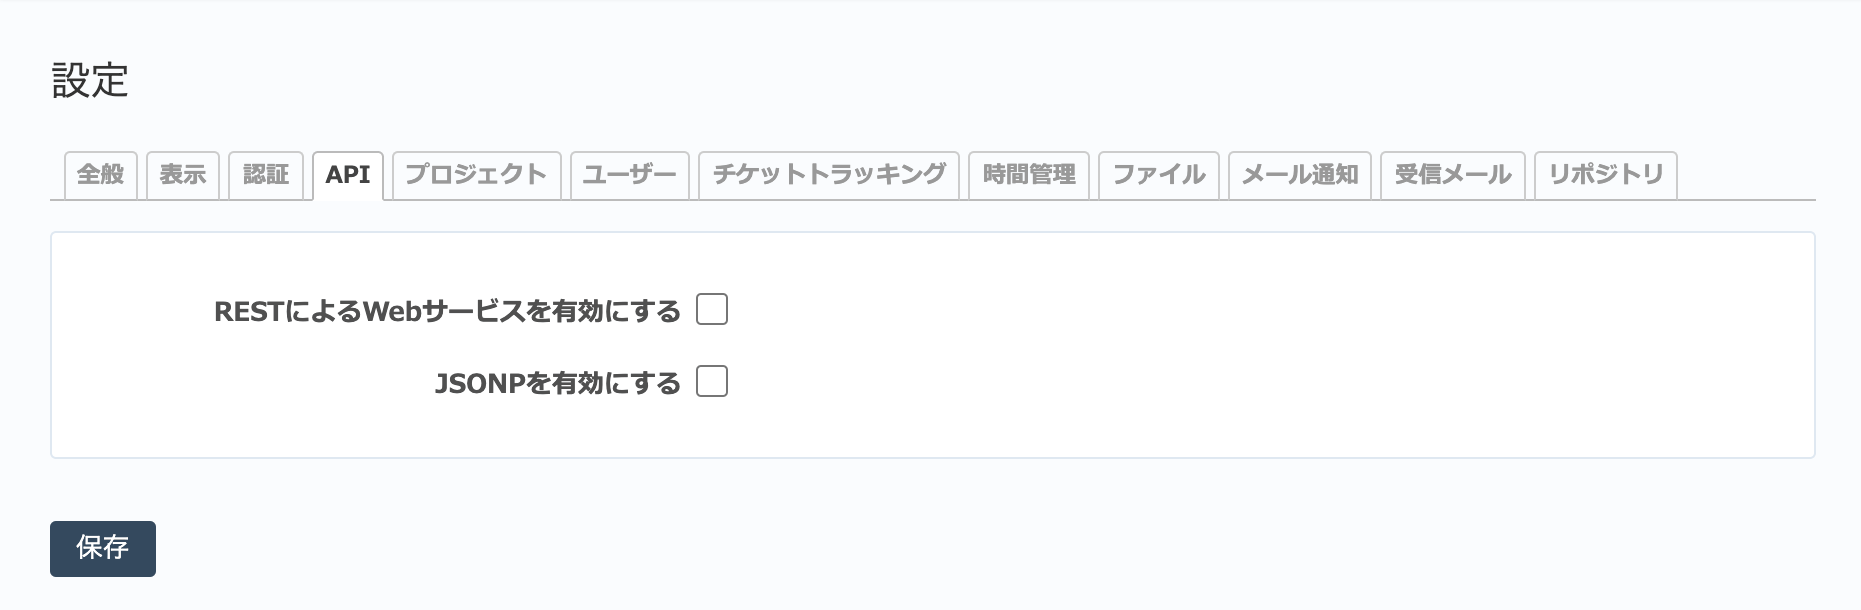 設定
全般 表示 認証 API プロジェクト ユーザー チケットトラッキング 時間管理 ファイル メール通知 受信メール リポジトリ
RESTによるWebサービスを有効にする
JSONPを有効にする
保存